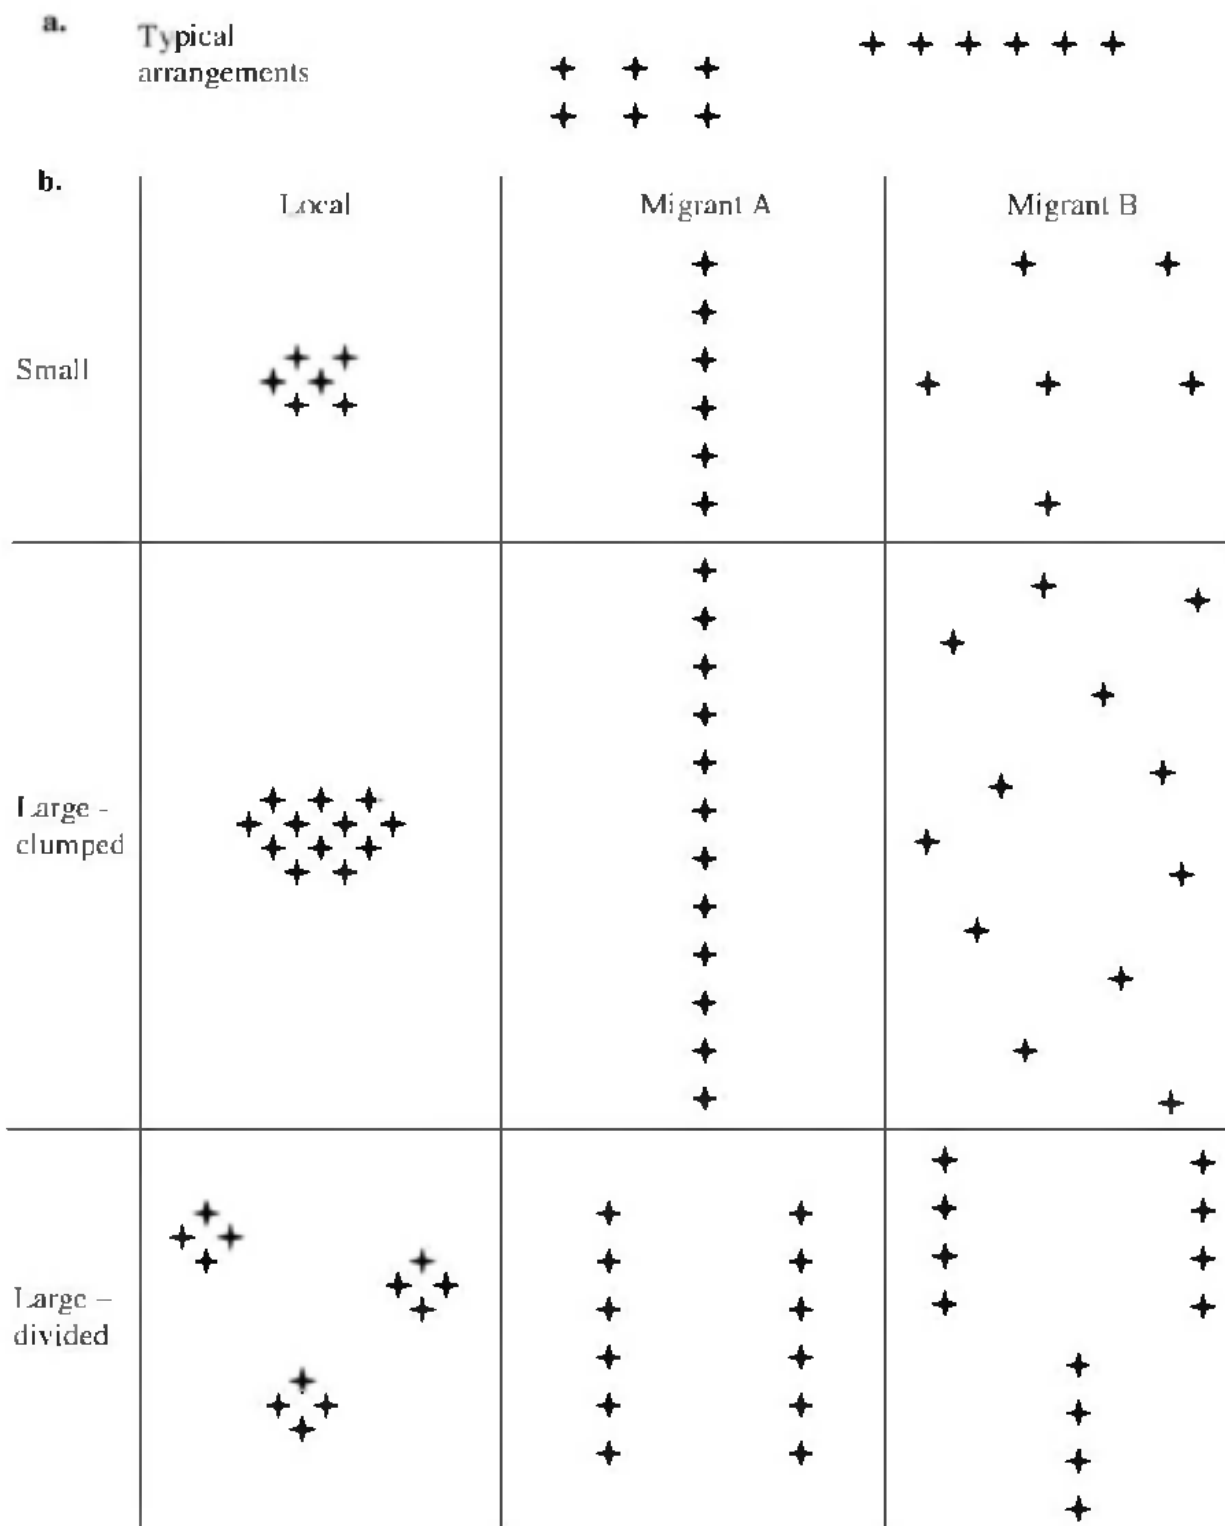 a.
Typical
arrangements
b.
Local
Migrant A
Migrant B
Small
Large -
clumped
Large –
divided